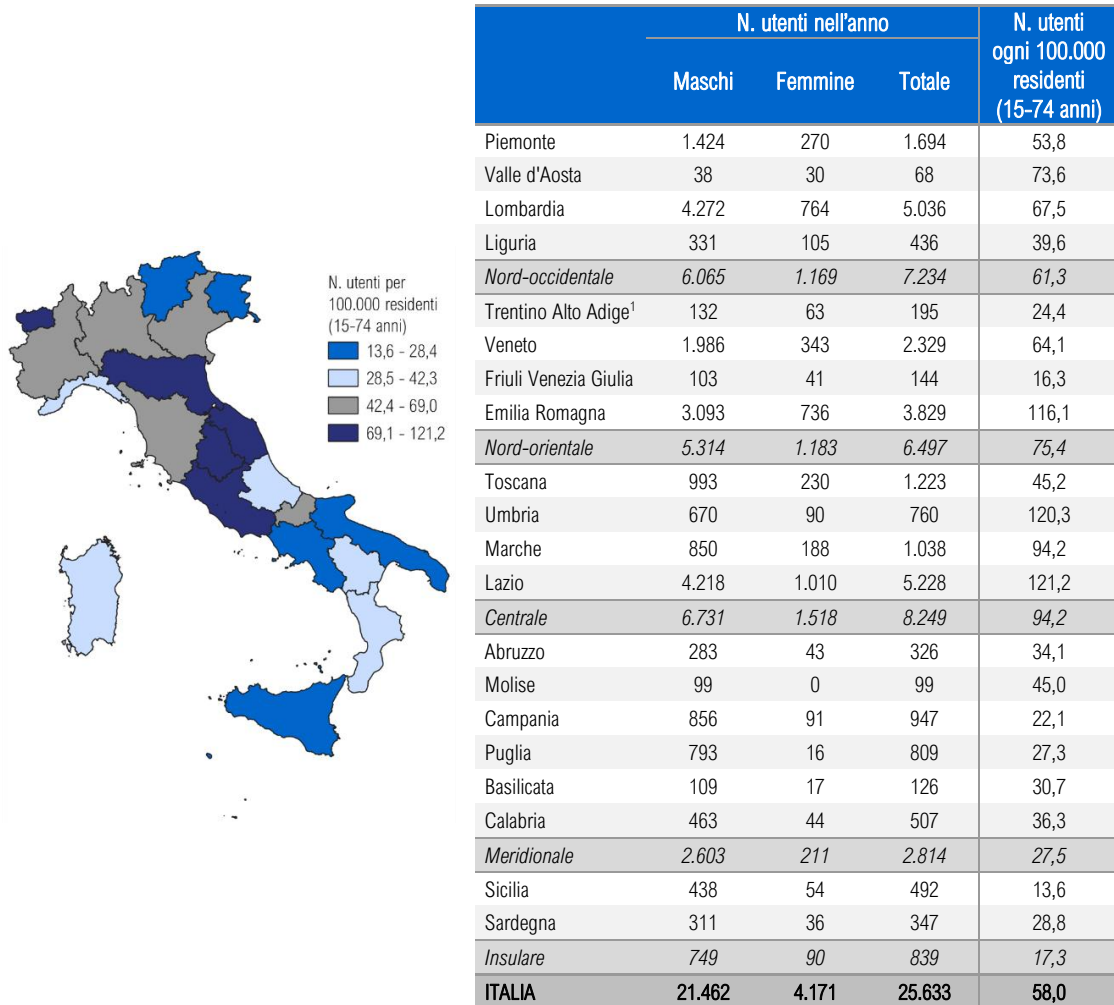 N. utenti per
100.000 residenti
(15-74 anni)
13,6 - 28,4
28,5 - 42,3
42,4 - 69,0
69,1 - 121,2
N. utenti nell'anno
N. utenti
ogni 100.000
residenti
(15-74 anni)
Maschi Femmine Totale
Piemonte 1.424 270 1.694 53,8
Valle d'Aosta 38 30 68 73,6
Lombardia 4.272 764 5.036 67,5
Liguria 331 105 436 39,6
Nord-occidentale 6.065 1.169 7.234 61,3
Trentino Alto Adige1 132 63 195 24,4
Veneto 1.986 343 2.329 64,1
Friuli Venezia Giulia 103 41 144 16,3
Emilia Romagna 3.093 736 3.829 116,1
Nord-orientale 5.314 1.183 6.497 75,4
Toscana 993 230 1.223 45,2
Umbria 670 90 760 120,3
Marche 850 188 1.038 94,2
Lazio 4.218 1.010 5.228 121,2
Centrale 6.731 1.518 8.249 94,2
Abruzzo 283 43 326 34,1
Molise 99 0 99 45,0
Campania 856 91 947 22,1
Puglia 793 16 809 27,3
Basilicata 109 17 126 30,7
Calabria 463 44 507 36,3
Meridionale 2.603 211 2.814 27,5
Sicilia 438 54 492 13,6
Sardegna 311 36 347 28,8
Insulare 749 90 839 17,3
ITALIA 21.462 4.171 25.633 58,0